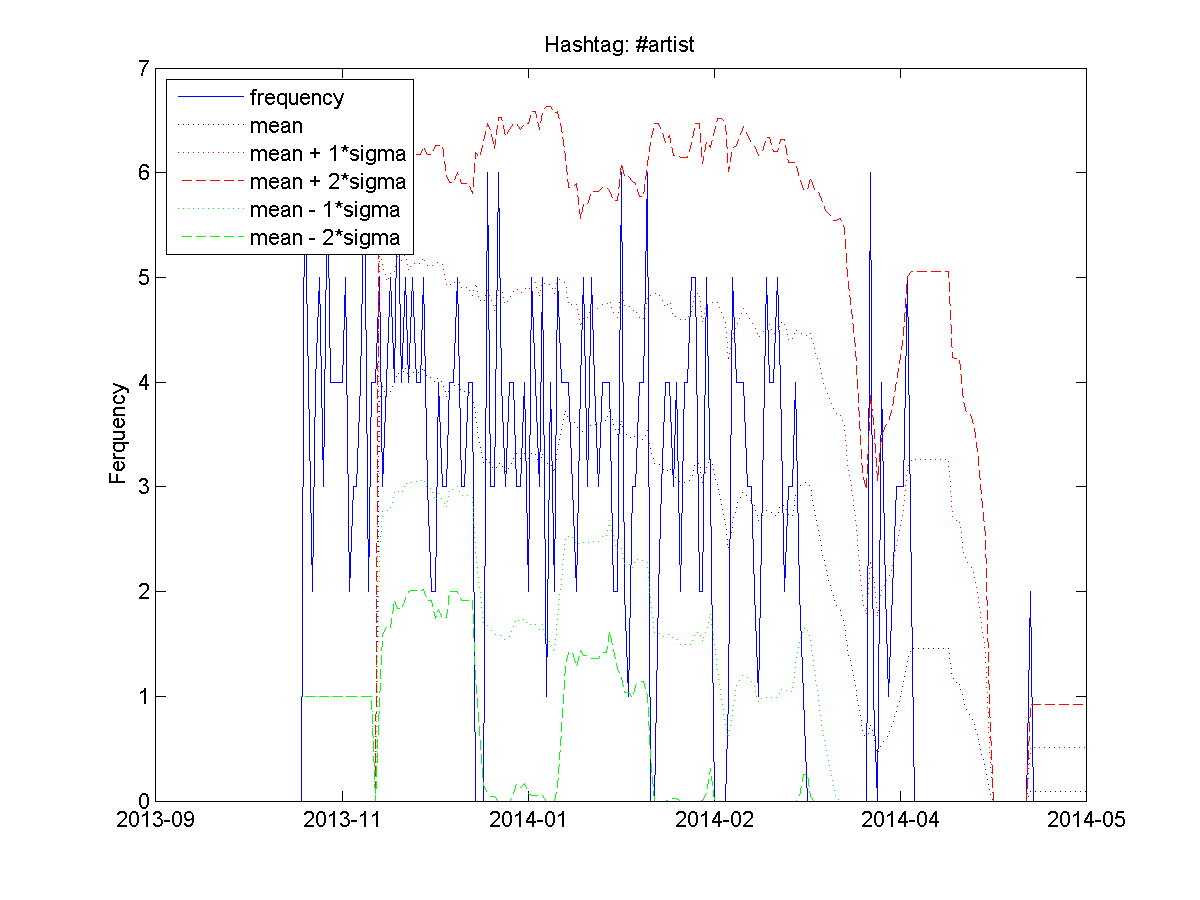 Hashtag: #artist
7
6
5
4
3
2
1
0
Ferquency
frequency
mean
mean + 1*sigma
mean + 2*sigma
mean - 1*sigma
mean - 2*sigma
2013-09 2013-11 2014-01 2014-02 2014-04 2014-05